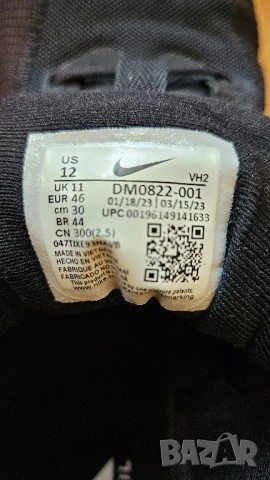 US
12
VH2
UK 11
EUR 46
cm 30
BR 44
CN 300(2.5)
DM0822-001
01/18/23 03/15/23
UPC 00196149141633
MADE IN VIETNAM
HECHO EN VIETNAM
FABRIQUE AU VIETNAM
BAZAR